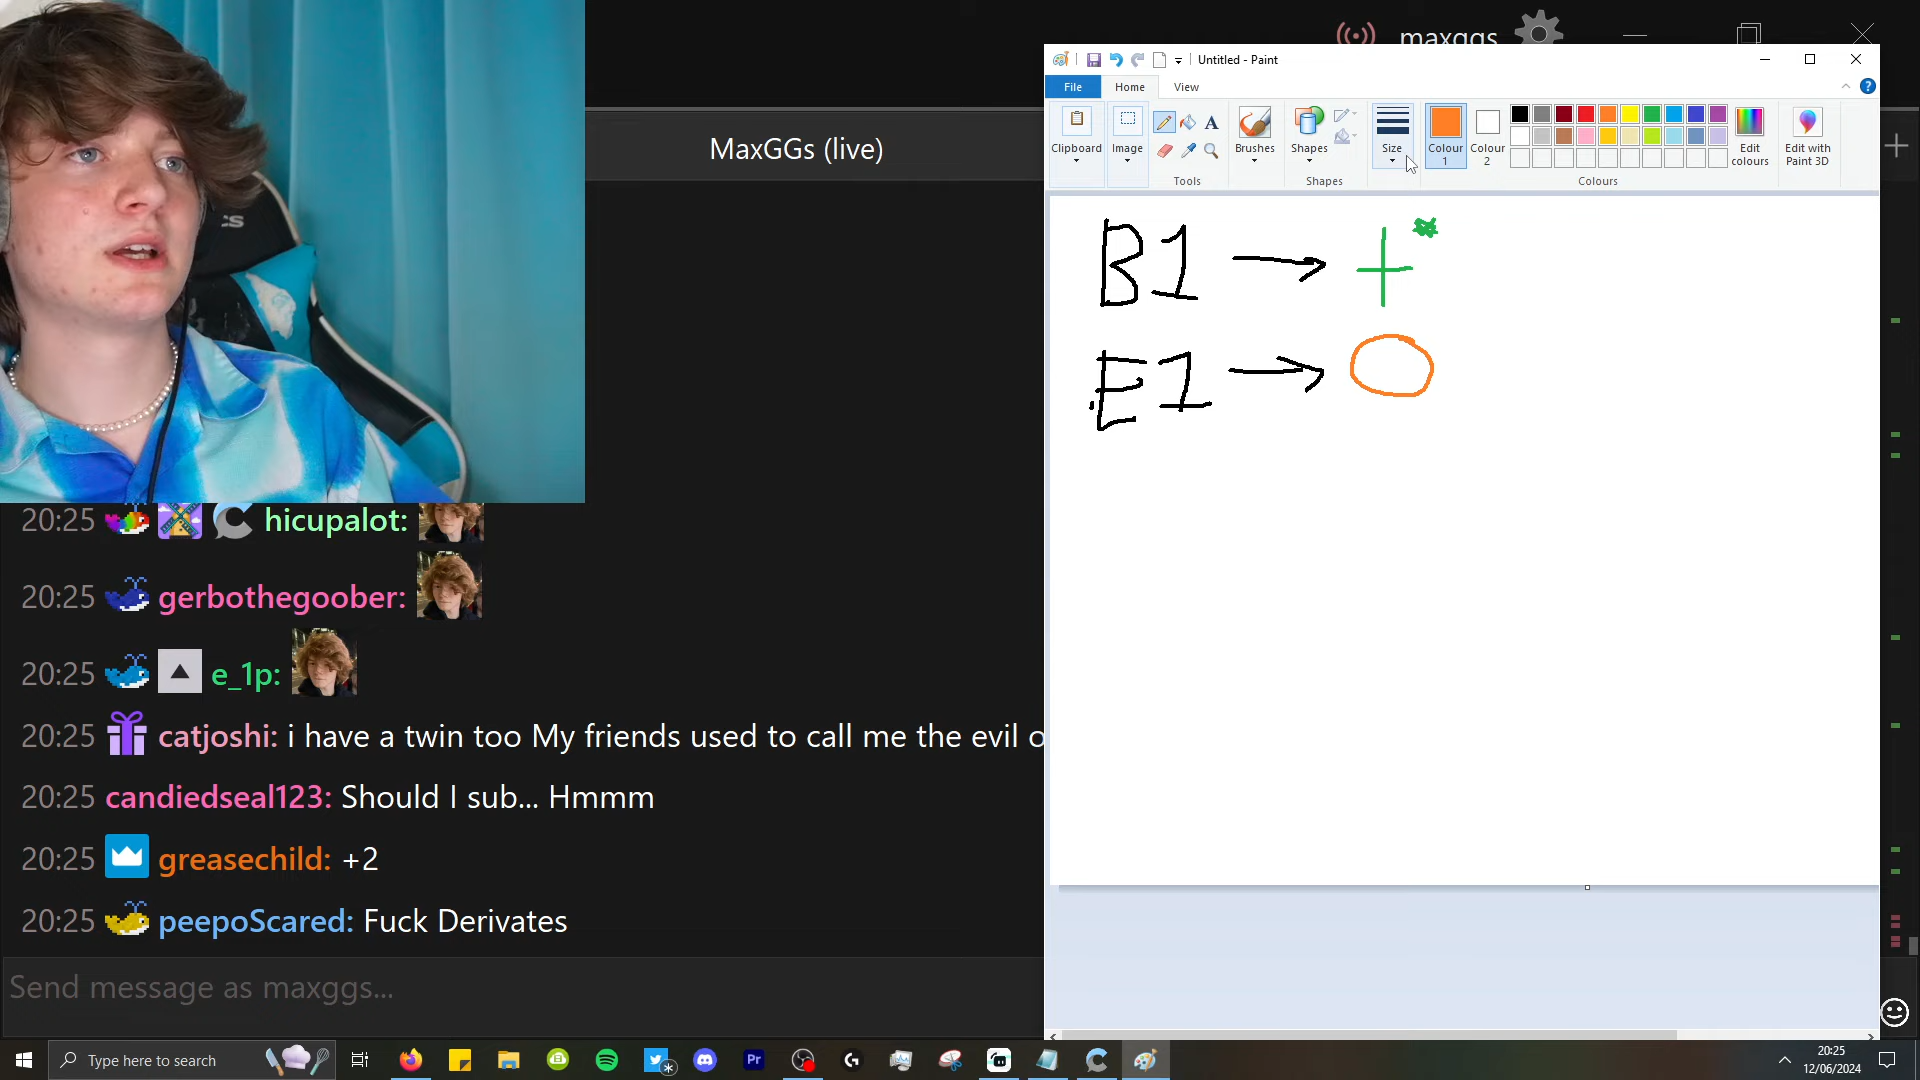 maxggs
MaxGGs (live)
Untitled - Paint
File Home View
Clipboard
Image
Tools
Brushes
Shapes
Shapes
Size
Colour 1
Colour 2
Edit colours
Edit with Paint 3D
Colours
B1 → +
E1 →
20:25 hicupalot:
20:25 gerbothegoober:
20:25 e_1p:
20:25 catjoshi: i have a twin too My friends used to call me the evil o
20:25 candiedseal123: Should I sub... Hmmm
20:25 greasechild: +2
20:25 peepoScared: Fuck Derivates
Send message as maxggs...
Type here to search
Pr
20:25
12/06/2024